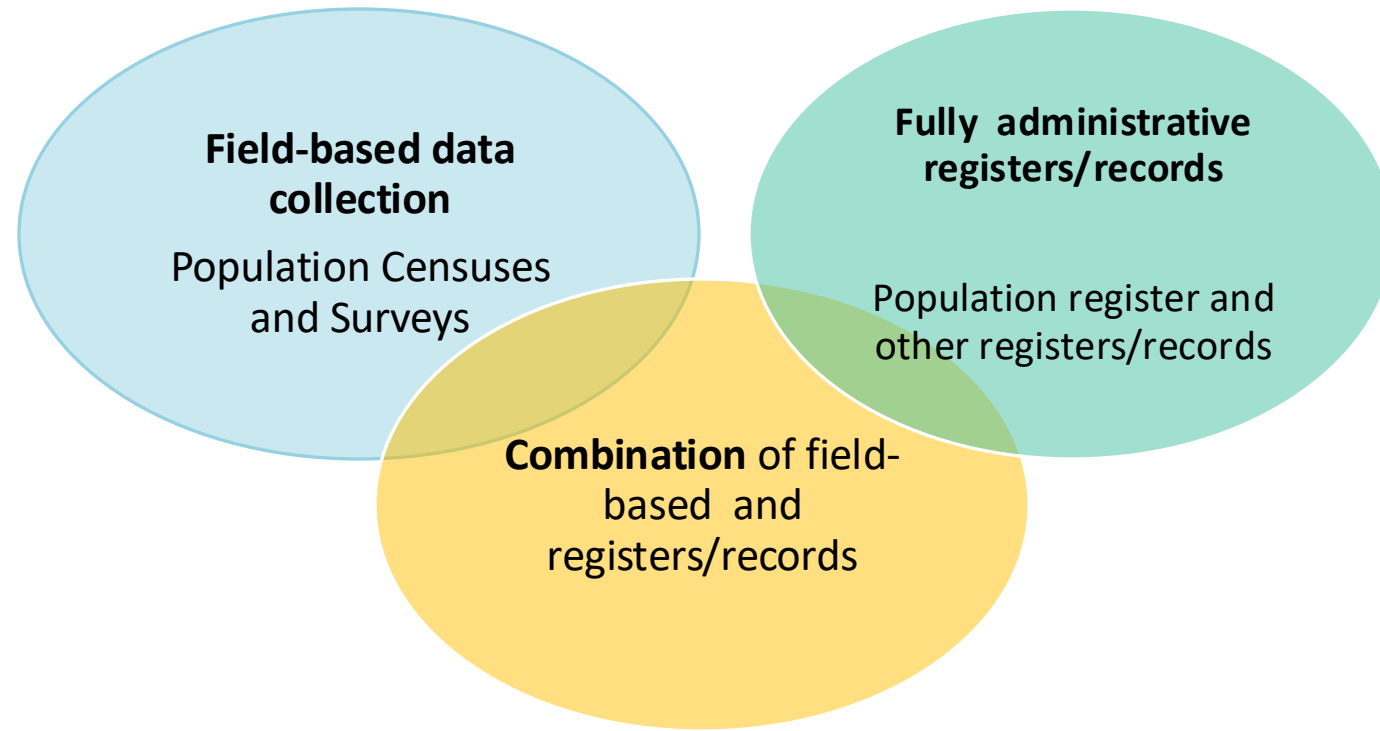 Field-based data
collection
Population Censuses
and Surveys
Fully administrative
registers/records
Population register and
other registers/records
Combination of field-
based and
registers/records